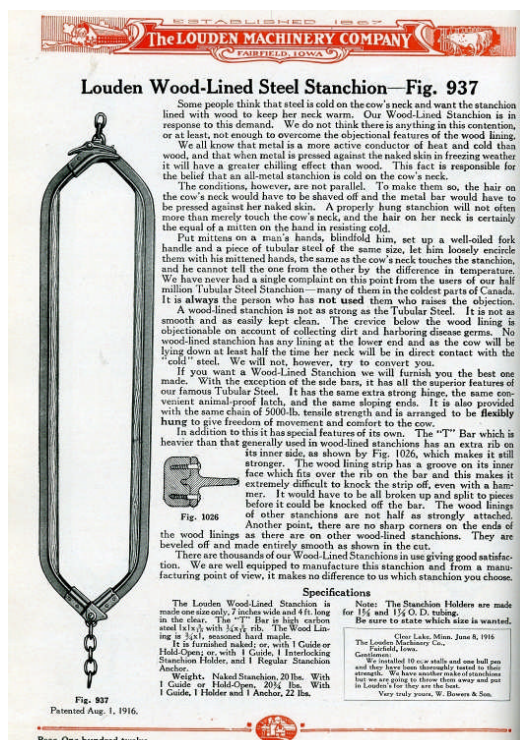 ESTABLISHED 1867
The LOUDEN MACHINERY COMPANY
FAIRFIELD, IOWA
Louden Wood-Lined Steel Stanchion—Fig. 937
Some people think that steel is cold on the cow's neck and want the stanchion
lined with wood to keep her neck warm. Our Wood-Lined Stanchion is in
response to this demand. We do not think there is anything in this contention,
or at least, not enough to overcome the objectional features of the wood lining.
We all know that metal is a more active conductor of heat and cold than
wood, and that when metal is pressed against the naked skin in freezing weather
it will have a greater chilling effect than wood. This fact is responsible for
the belief that an all-metal stanchion is cold on the cow's neck.
The conditions, however, are not parallel. To make them so, the hair on
the cow's neck would have to be shaved off and the metal bar would have to
be pressed against her naked skin. A properly hung stanchion will not often
more than merely touch the cow's neck, and the hair on her neck is certainly
the equal of a mitten on the hand in resisting cold.
Put mittens on a man's hands, blindfold him, set up a well-oiled fork
handle and a piece of tubular steel of the same size, let him loosely encircle
them with his mittened hands, the same as the cow's neck touches the stanchion,
and he cannot tell the one from the other by the difference in temperature.
We have never had a single complaint on this point from the users of our half
million Tubular Steel Stanchion—many of them in the coldest parts of Canada.
It is always the person who has not used them who raises the objection.
A wood-lined stanchion is not as strong as the Tubular Steel. It is not as
smooth and as easily kept clean. The crevice below the wood lining is
objectionable on account of collecting dirt and harboring disease germs. No
wood-lined stanchion has any lining at the lower end and as the cow will be
lying down at least half the time her neck will be in direct contact with the
"cold" steel. We will not, however, try to convert you.
If you want a Wood-Lined Stanchion we will furnish you the best one
made. With the exception of the side bars, it has all the superior features of
our famous Tubular Steel. It has the same extra strong hinge, the same con-
venient animal-proof latch, and the same sloping ends. It is also provided
with the same chain of 5000-lb. tensile strength and is arranged to be flexibly
hung to give freedom of movement and comfort to the cow.
In addition to this it has special features of its own. The "T" Bar which is
heavier than that generally used in wood-lined stanchions has an extra rib on
its inner side, as shown by Fig. 1026, which makes it still
stronger. The wood lining strip has a groove on its inner
face which fits over the rib on the bar and this makes it
extremely difficult to knock the strip off, even with a ham-
mer. It would have to be all broken up and split to pieces
before it could be knocked off the bar. The wood linings
of other stanchions are not half as strongly attached.
Another point, there are no sharp corners on the ends of
the wood linings as there are on other wood-lined stanchions. They are
beveled off and made entirely smooth as shown in the cut.
There are thousands of our Wood-Lined Stanchions in use giving good satisfac-
tion. We are well equipped to manufacture this stanchion and from a manu-
facturing point of view, it makes no difference to us which stanchion you choose.
Fig. 1026
Specifications
The Louden Wood-Lined Stanchion is
made one size only, 7 inches wide and 4 ft. long
in the clear. The "T" Bar is high carbon
steel rib. The Wood Lin-
ing is ¾x1, seasoned hard maple.
It is furnished naked; or, with 1 Guide or
Hold-Open; or, with 1 Guide, 1 Interlocking
Stanchion Holder, and 1 Regular Stanchion
Anchor.
Weight. Naked Stanchion, 20 lbs. With
1 Guide or Hold-Open, 20¾ lbs. With
1 Guide, 1 Holder and 1 Anchor, 22 lbs.
Note: The Stanchion Holders are made
for O. D. tubing.
Be sure to state which size is wanted.
Clear Lake, Minn. June 8, 1916
The Louden Machinery Co.,
Fairfield, Iowa.
Gentlemen:
We installed 10 cow stalls and one bull pen
and they have been thoroughly tested to their
strength. We have another make of stanchions
but we are going to throw them away and put
in Louden's for they are the best.
Very truly yours, W. Bowers & Son.
Fig. 937
Patented Aug. 1, 1916.
Page One hundred twelve